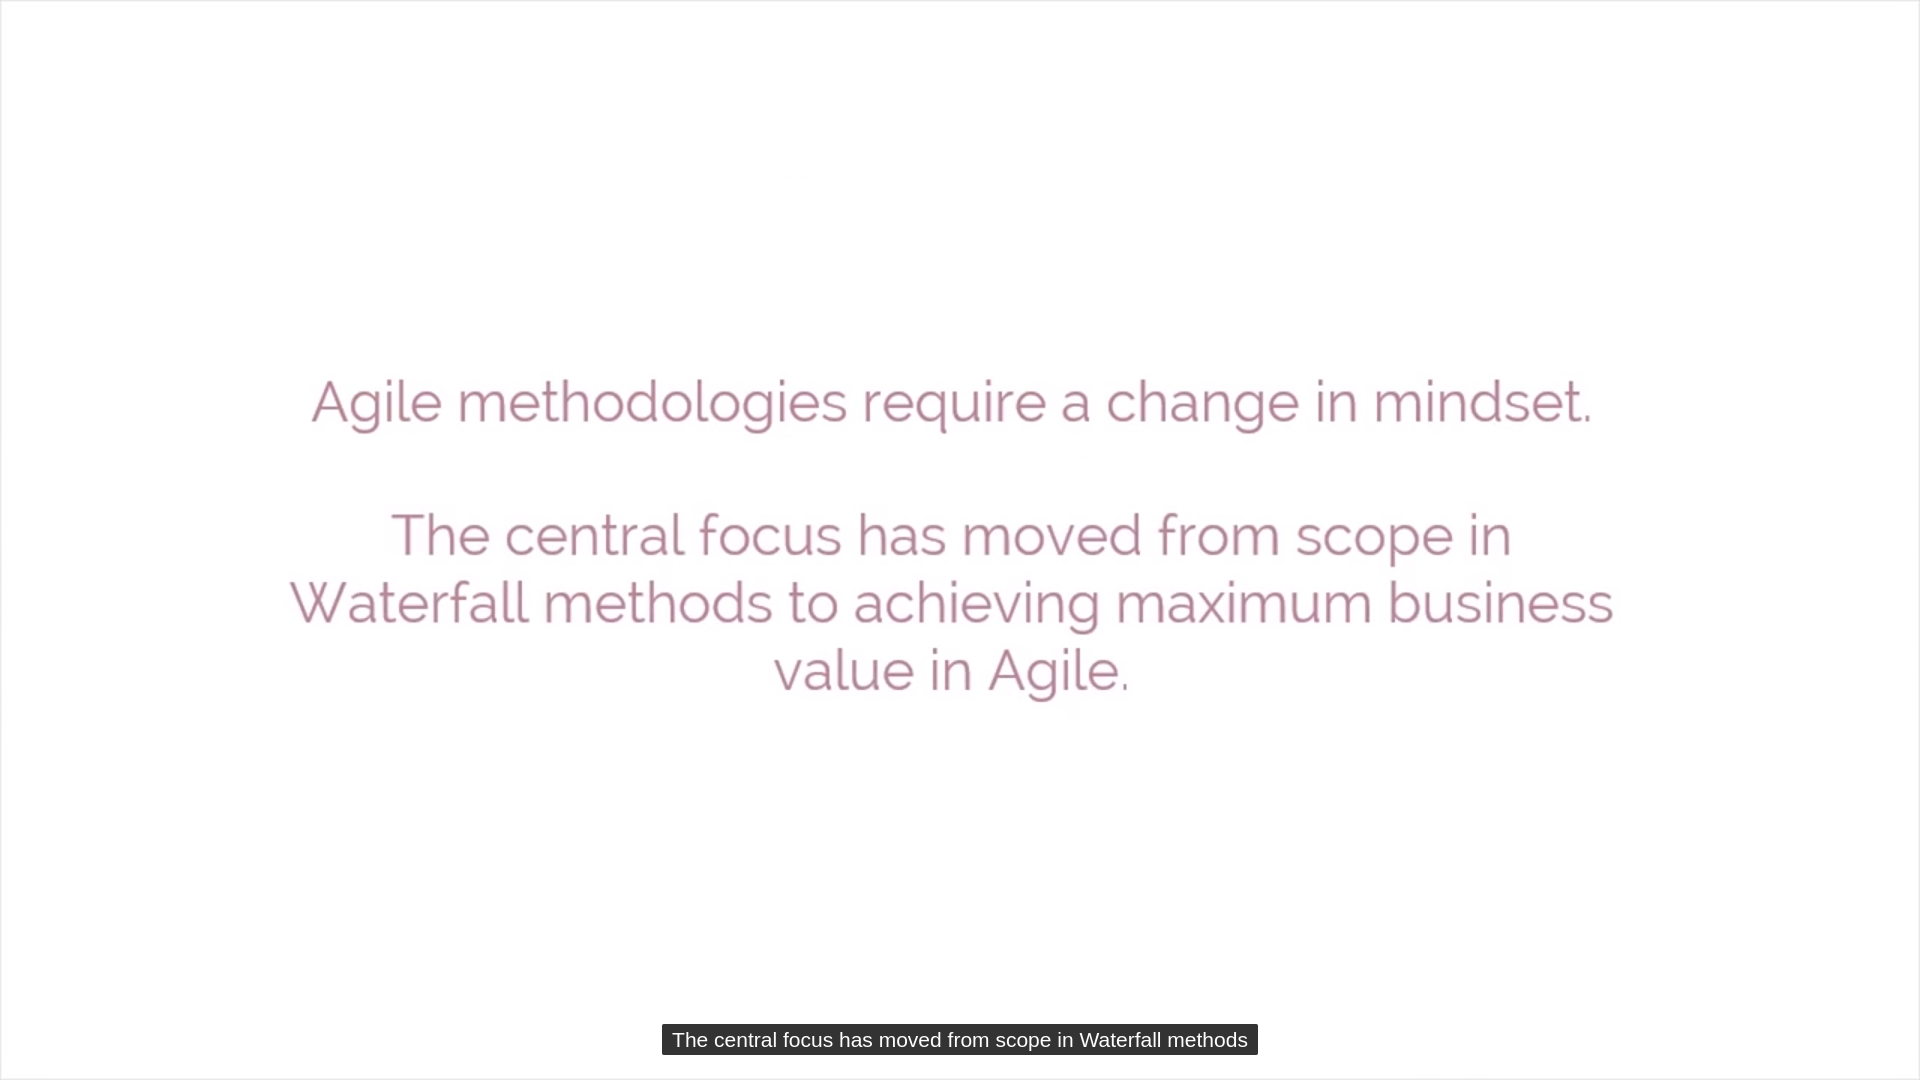 Agile methodologies require a change in mindset.
The central focus has moved from scope in
Waterfall methods to achieving maximum business
value in Agile.
The central focus has moved from scope in Waterfall methods